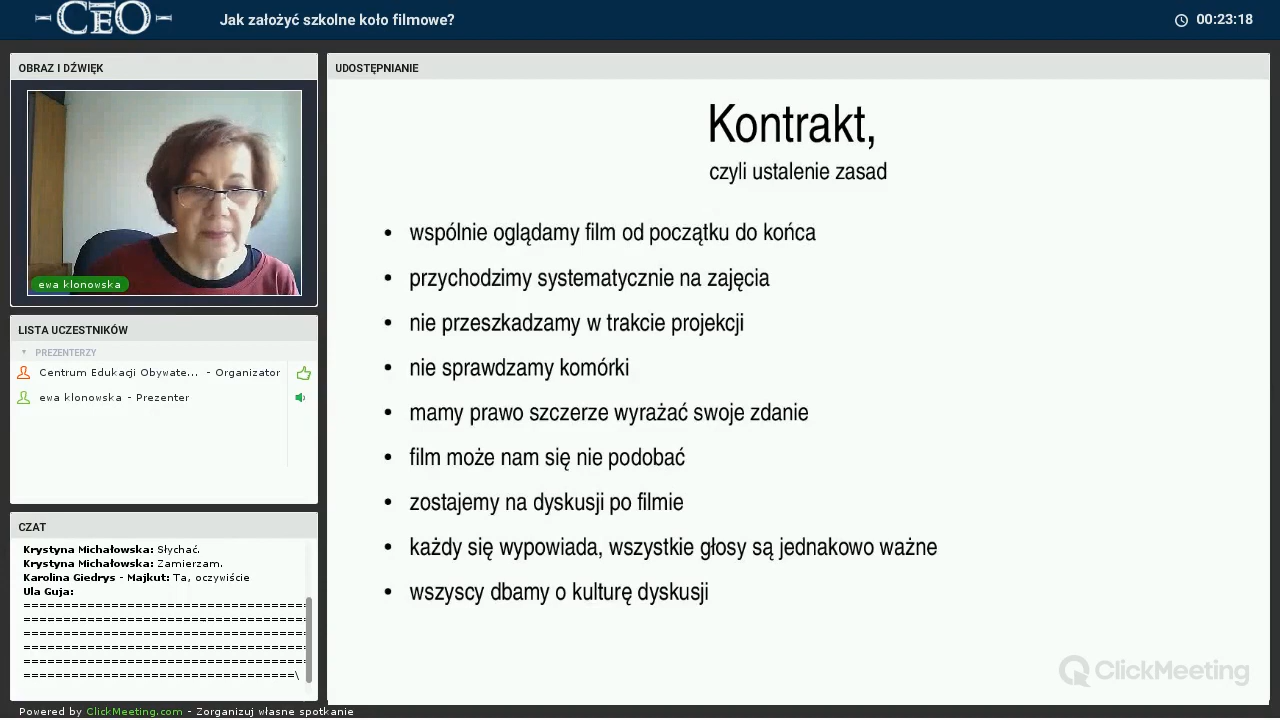 CEO
Jak założyć szkolne koło filmowe?
00:23:18
OBRAZ I DŹWIĘK
ewa klonowska
LISTA UCZESTNIKÓW
PREZENTERZY
Centrum Edukacji Obywate... - Organizator
ewa klonowska - Prezenter
CZAT
Krystyna Michałowska: Słychać.
Krystyna Michałowska: Zamierzam.
Karolina Giedrys - Majkut: Ta, oczywiście
Ula Guja:
=====================================
=====================================
=====================================
=====================================
=====================================
===================================\
UDOSTĘPNIANIE
Kontrakt,
czyli ustalenie zasad
• wspólnie oglądamy film od początku do końca
• przychodzimy systematycznie na zajęcia
• nie przeszkadzamy w trakcie projekcji
• nie sprawdzamy komórki
• mamy prawo szczerze wyrażać swoje zdanie
• film może nam się nie podobać
• zostajemy na dyskusji po filmie
• każdy się wypowiada, wszystkie głosy są jednakowo ważne
• wszyscy dbamy o kulturę dyskusji
ClickMeeting
Powered by ClickMeeting.com - Zorganizuj własne spotkanie